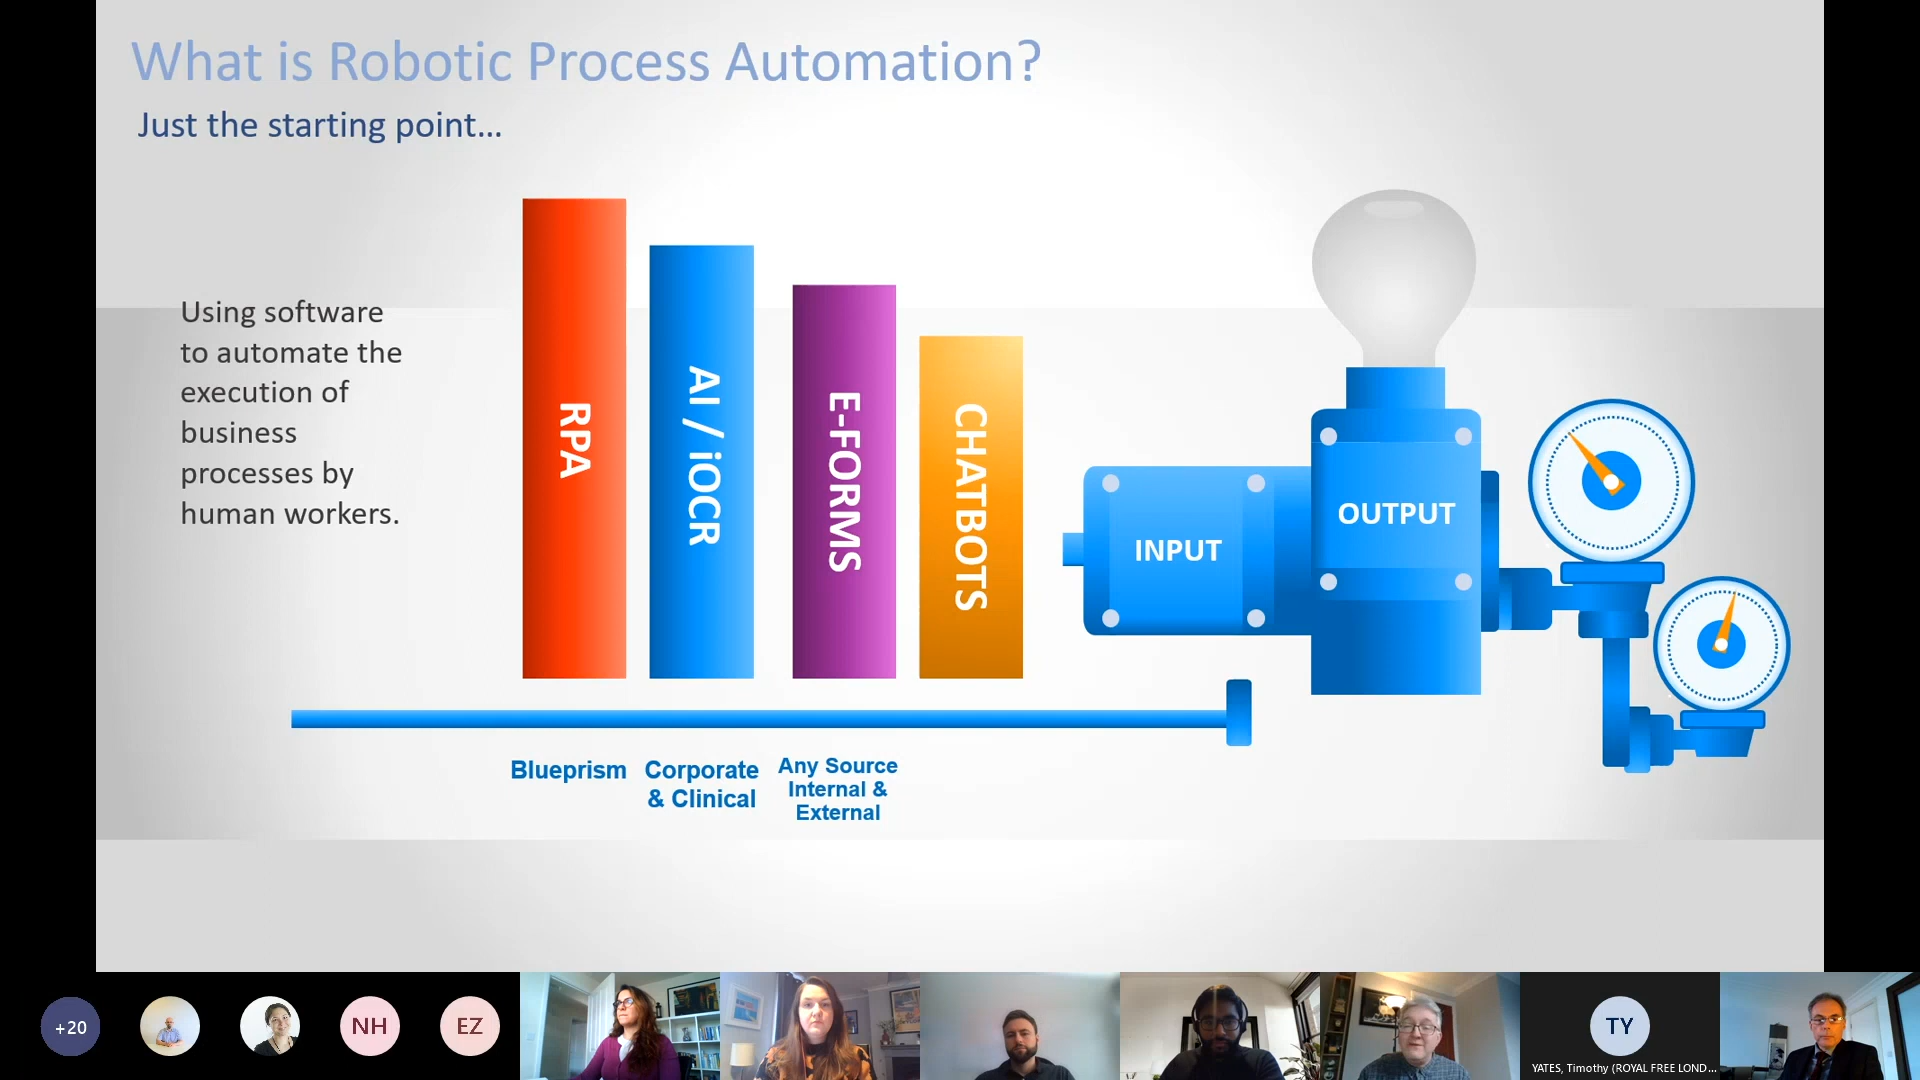 What is Robotic Process Automation?
Just the starting point...
Using software
to automate the
execution of
business
processes by
human workers.
RPA
AI / iOCR
E-FORMS
CHATBOTS
INPUT
OUTPUT
Blueprism
Corporate
& Clinical
Any Source
Internal &
External
+20
NH
EZ
TY
YATES, Timothy (ROYAL FREE LOND...